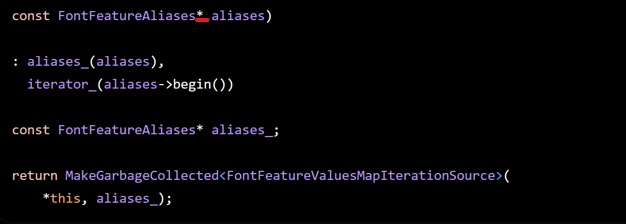 const FontFeatureAliases* aliases)
: aliases_(aliases),
iterator_(aliases->begin())
const FontFeatureAliases* aliases_;
return MakeGarbageCollected<FontFeatureValuesMapIterationSource>(
*this, aliases_);